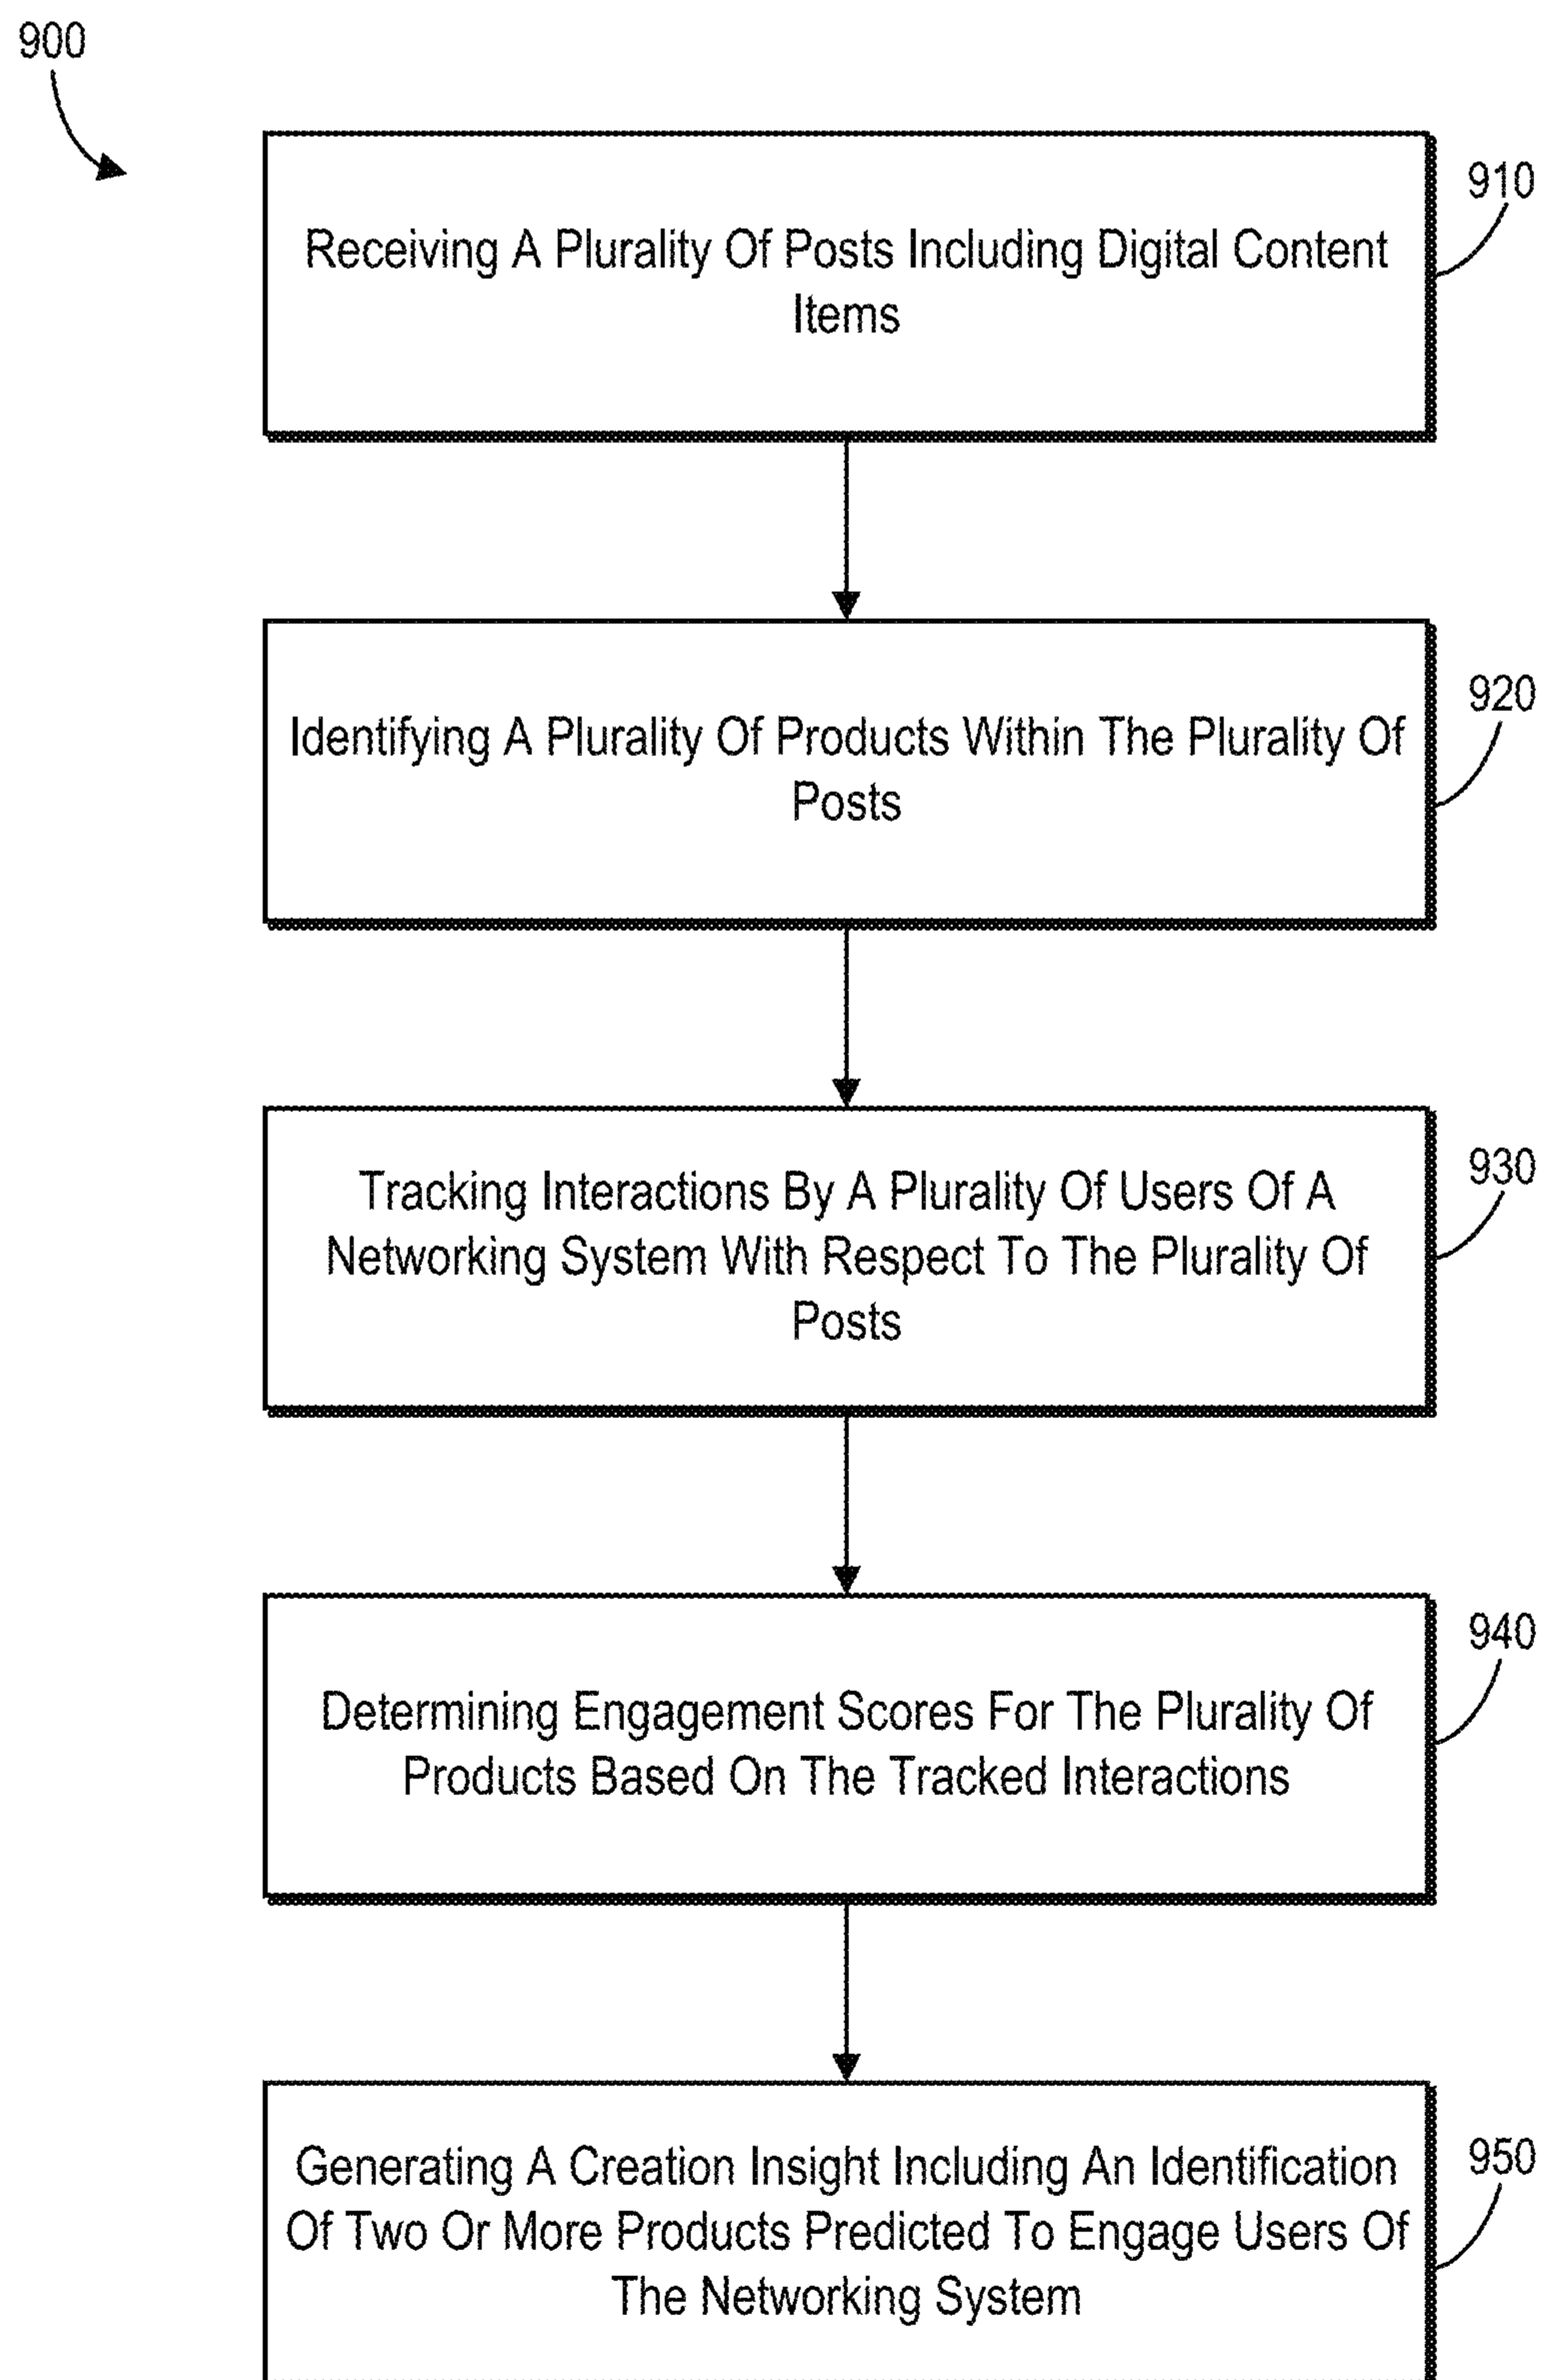 900
910
Receiving A Plurality Of Posts Including Digital Content
Items
920
Identifying A Plurality Of Products Within The Plurality Of
Posts
930
Tracking Interactions By A Plurality Of Users Of A
Networking System With Respect To The Plurality Of
Posts
940
Determining Engagement Scores For The Plurality Of
Products Based On The Tracked Interactions
950
Generating A Creation Insight Including An Identification
Of Two Or More Products Predicted To Engage Users Of
The Networking System